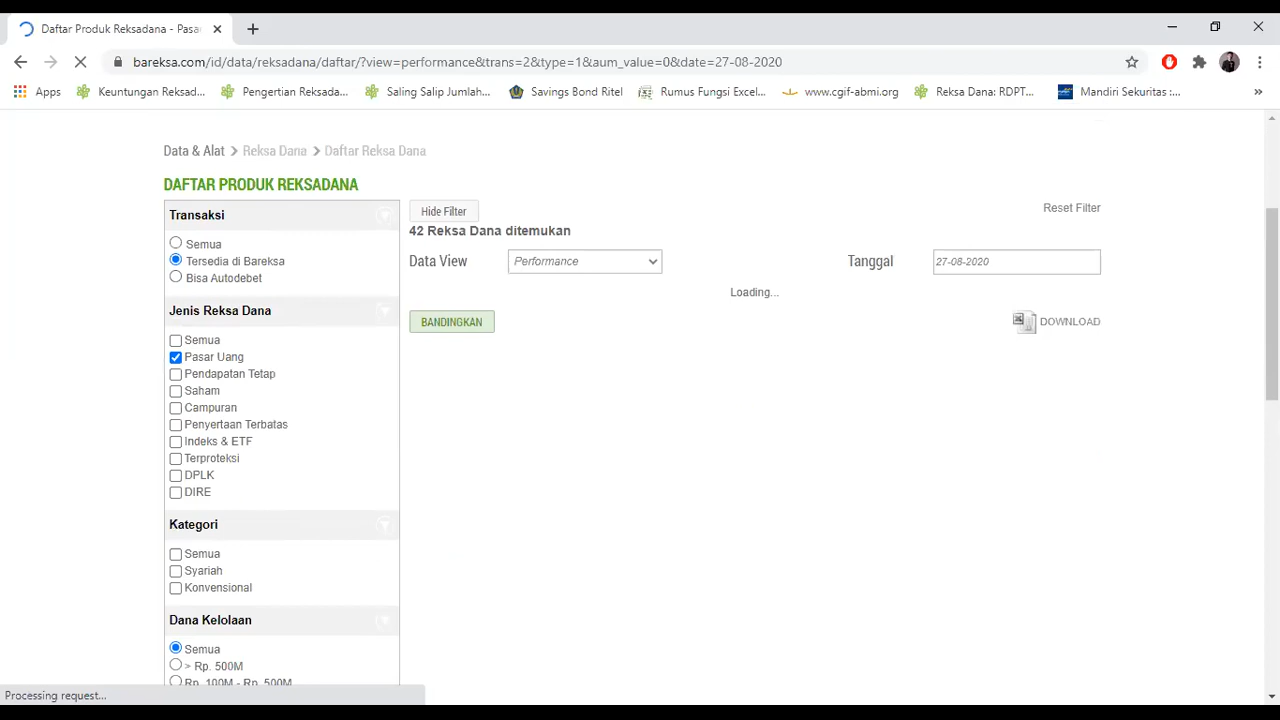 Daftar Produk Reksadana - Pasa
bareksa.com/id/data/reksadana/daftar/?view=performance&trans=2&type=1&aum_value=0&date=27-08-2020
Apps
Keuntungan Reksad...
Pengertian Reksada...
Saling Salip Jumlah...
Savings Bond Ritel
Rumus Fungsi Excel...
www.cgif-abmi.org
Reksa Dana: RDPT...
Mandiri Sekuritas :...
»
Data & Alat > Reksa Dana > Daftar Reksa Dana
DAFTAR PRODUK REKSADANA
Transaksi
Semua
Tersedia di Bareksa
Bisa Autodebet
Jenis Reksa Dana
Semua
Pasar Uang
Pendapatan Tetap
Saham
Campuran
Penyertaan Terbatas
Indeks & ETF
Terproteksi
DPLK
DIRE
Kategori
Semua
Syariah
Konvensional
Dana Kelolaan
Semua
> Rp. 500M
Rp. 100M - Rp. 500M
Hide Filter
Reset Filter
42 Reksa Dana ditemukan
Data View Performance
Tanggal 27-08-2020
Loading...
BANDINGKAN
DOWNLOAD
Processing request...